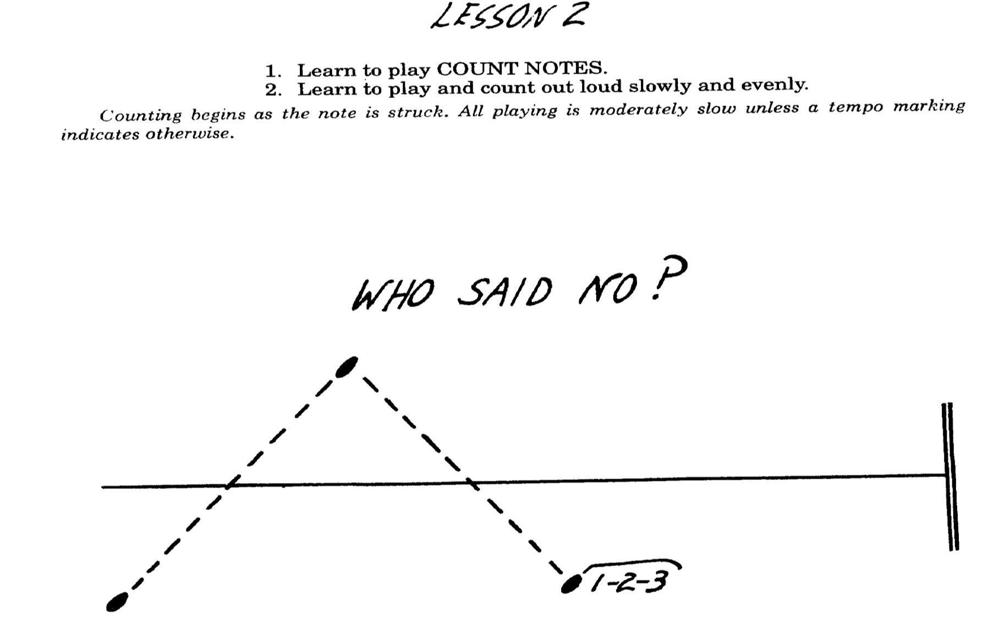 LESSON 2
1. Learn to play COUNT NOTES.
2. Learn to play and count out loud slowly and evenly.
Counting begins as the note is struck. All playing is moderately slow unless a tempo marking
indicates otherwise.
WHO SAID NO?
1-2-3